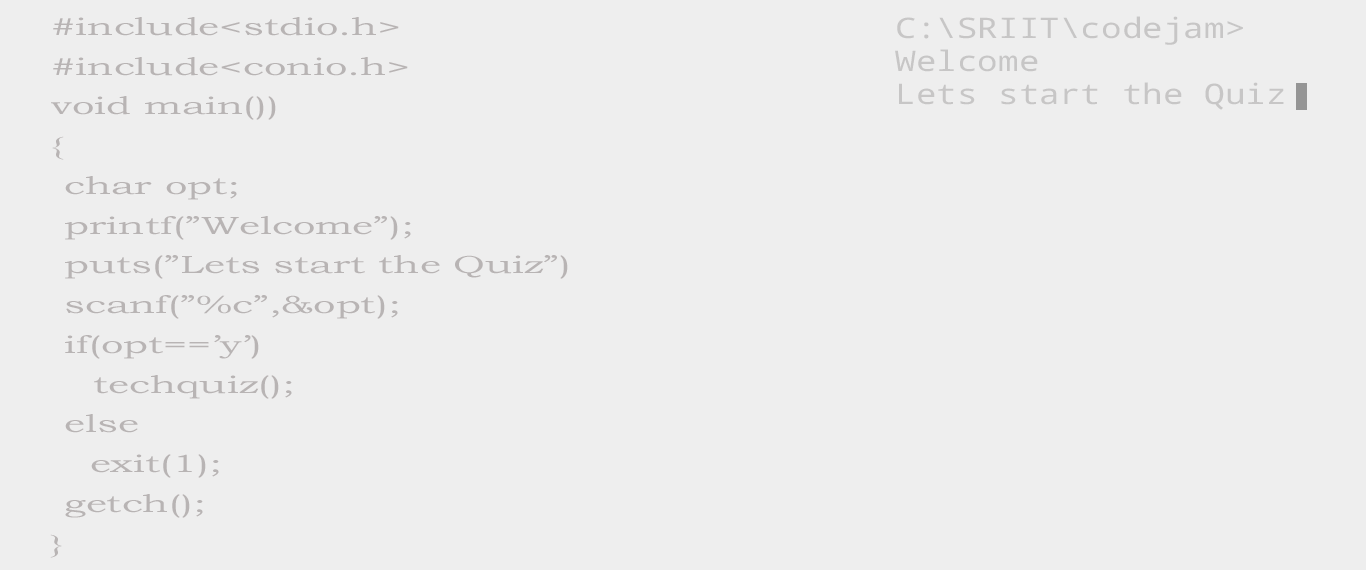 #include<stdio.h>
#include<conio.h>
void main())
{
char opt;
printf(”Welcome”);
puts(”Lets start the Quiz”)
scanf(”%c”,&opt);
if(opt==’y’)
techquiz();
else
exit(1);
getch();
}
C:\SRIIT\codejam>
Welcome
Lets start the Quiz